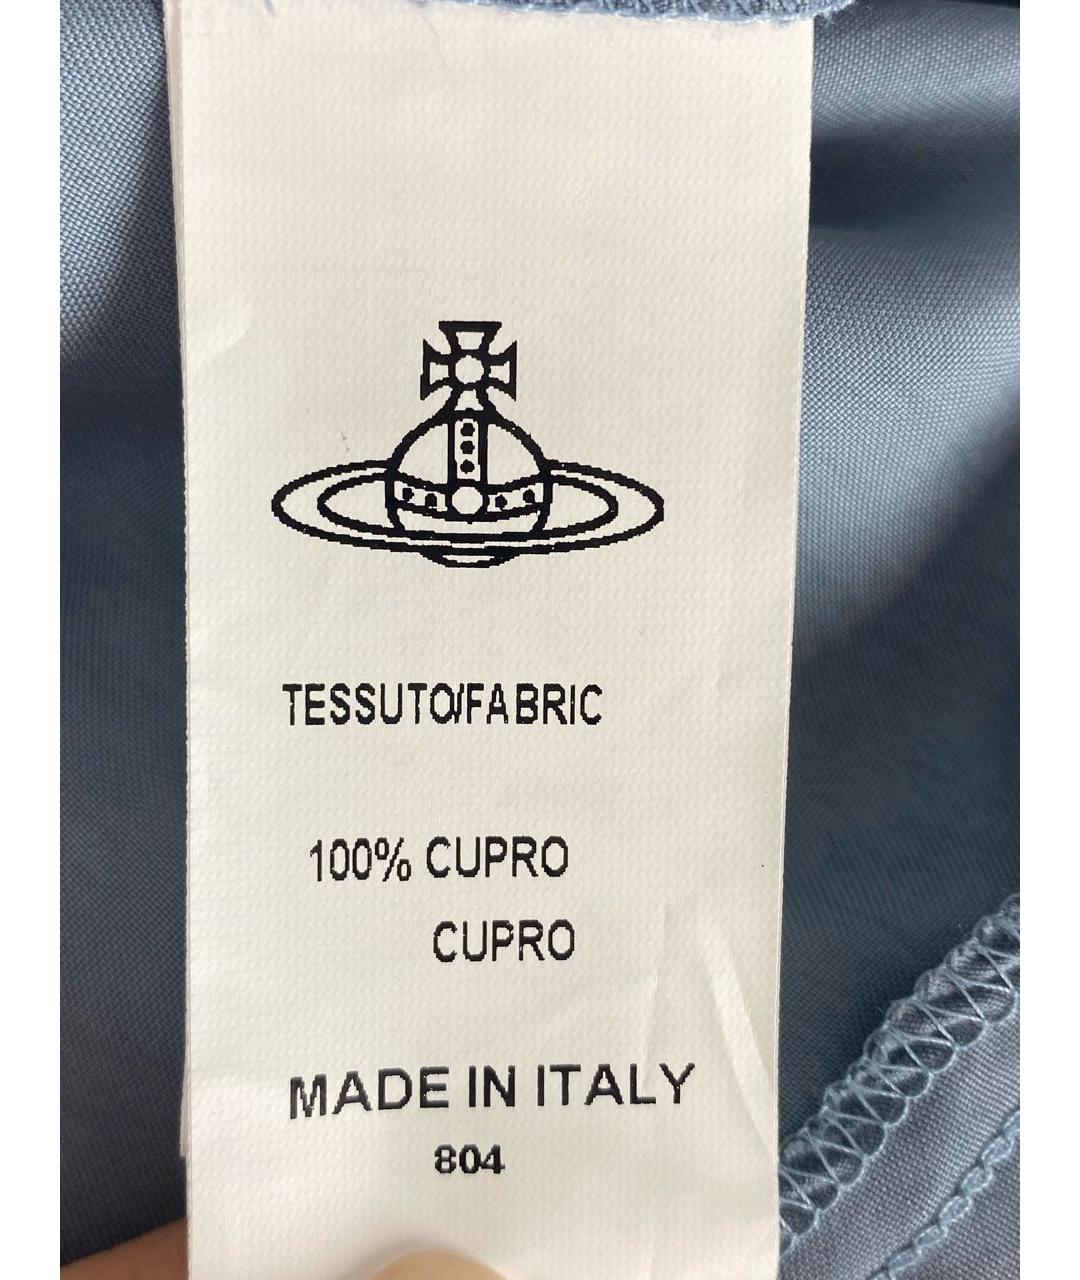 TESSUTO/FABRIC
100% CUPRO
CUPRO
MADE IN ITALY
804